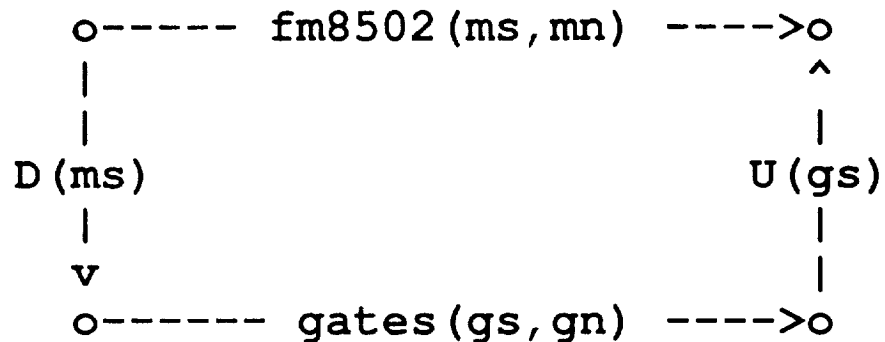 o----- fm8502(ms,mn) ---->o
| ^
| |
D(ms) U(gs)
| |
v |
o------ gates(gs,gn) ---->o